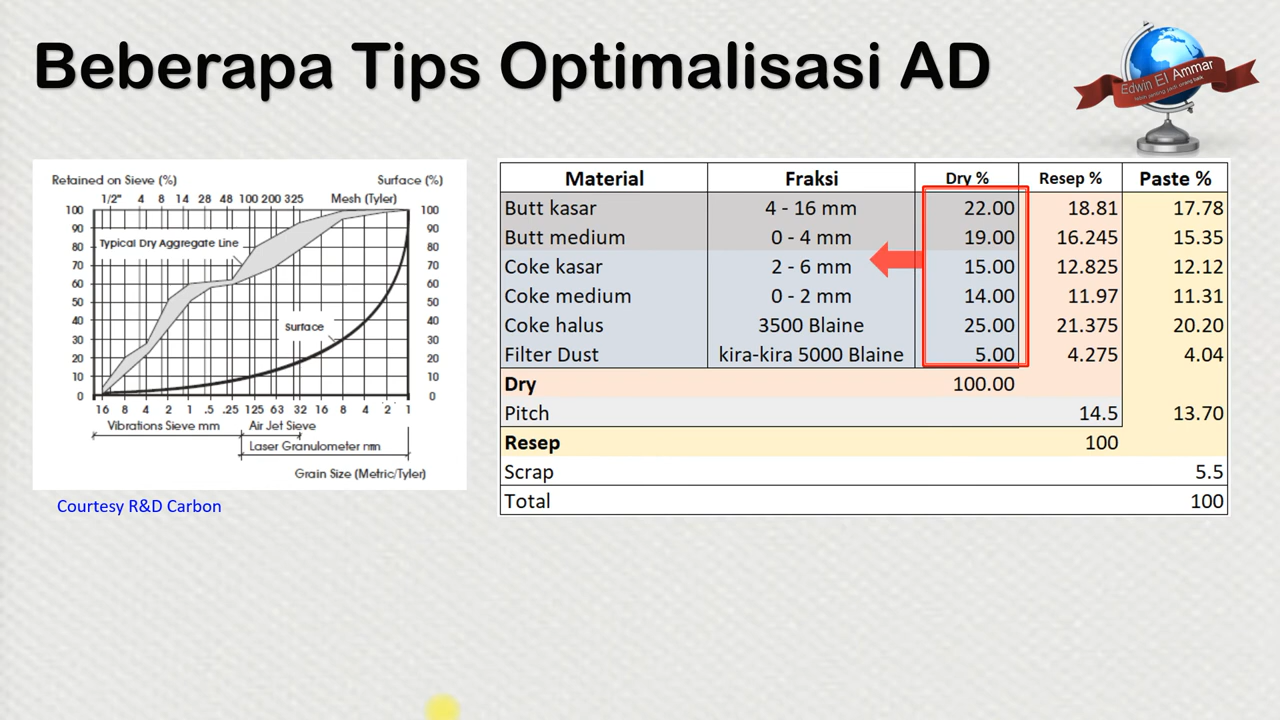 Beberapa Tips Optimalisasi AD
Edwin El Ammar
Retained on Sieve (%) Surface (%)
1/2" 4 8 14 28 48 100 200 325 Mesh (Tyler)
100 100
90 90
Typical Dry Aggregate Line
80 80
70 70
60 60
50 50
40 40
Surface
30 30
20 20
10 10
0 0
16 8 4 2 1 .5 .25 125 63 32 16 8 4 2 1
Vibrations Sieve mm Air Jet Sieve
Laser Granulometer mm
Grain Size (Metric/Tyler)
Courtesy R&D Carbon
Material Fraksi Dry % Resep % Paste %
Butt kasar 4 - 16 mm 22.00 18.81 17.78
Butt medium 0 - 4 mm 19.00 16.245 15.35
Coke kasar 2 - 6 mm 15.00 12.825 12.12
Coke medium 0 - 2 mm 14.00 11.97 11.31
Coke halus 3500 Blaine 25.00 21.375 20.20
Filter Dust kira-kira 5000 Blaine 5.00 4.275 4.04
Dry 100.00
Pitch 14.5 13.70
Resep 100
Scrap 5.5
Total 100